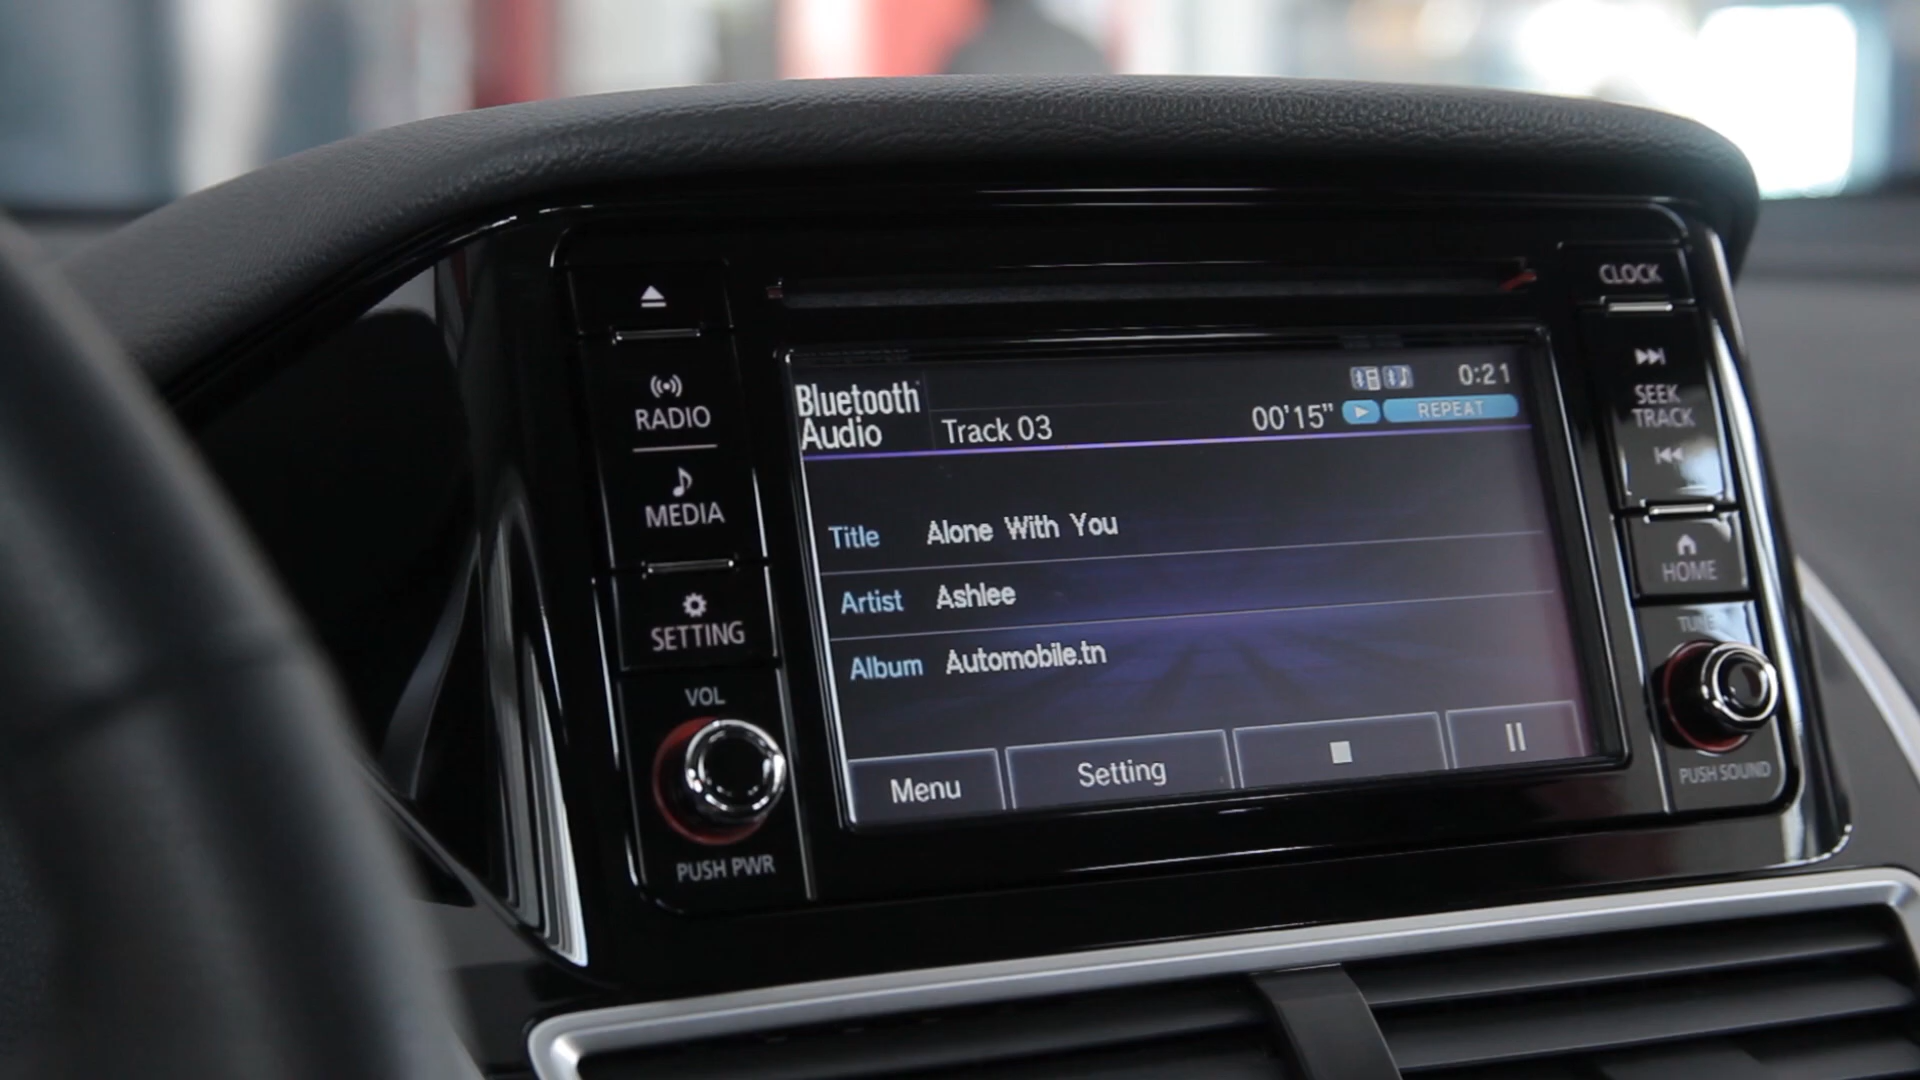 CLOCK
RADIO
MEDIA
SETTING
VOL
PUSH PWR
Bluetooth
Audio
Track 03
00'15"
0:21
REPEAT
Title Alone With You
Artist Ashlee
Album Automobile.tn
Menu
Setting
SEEK
TRACK
HOME
TUNE
PUSH SOUND